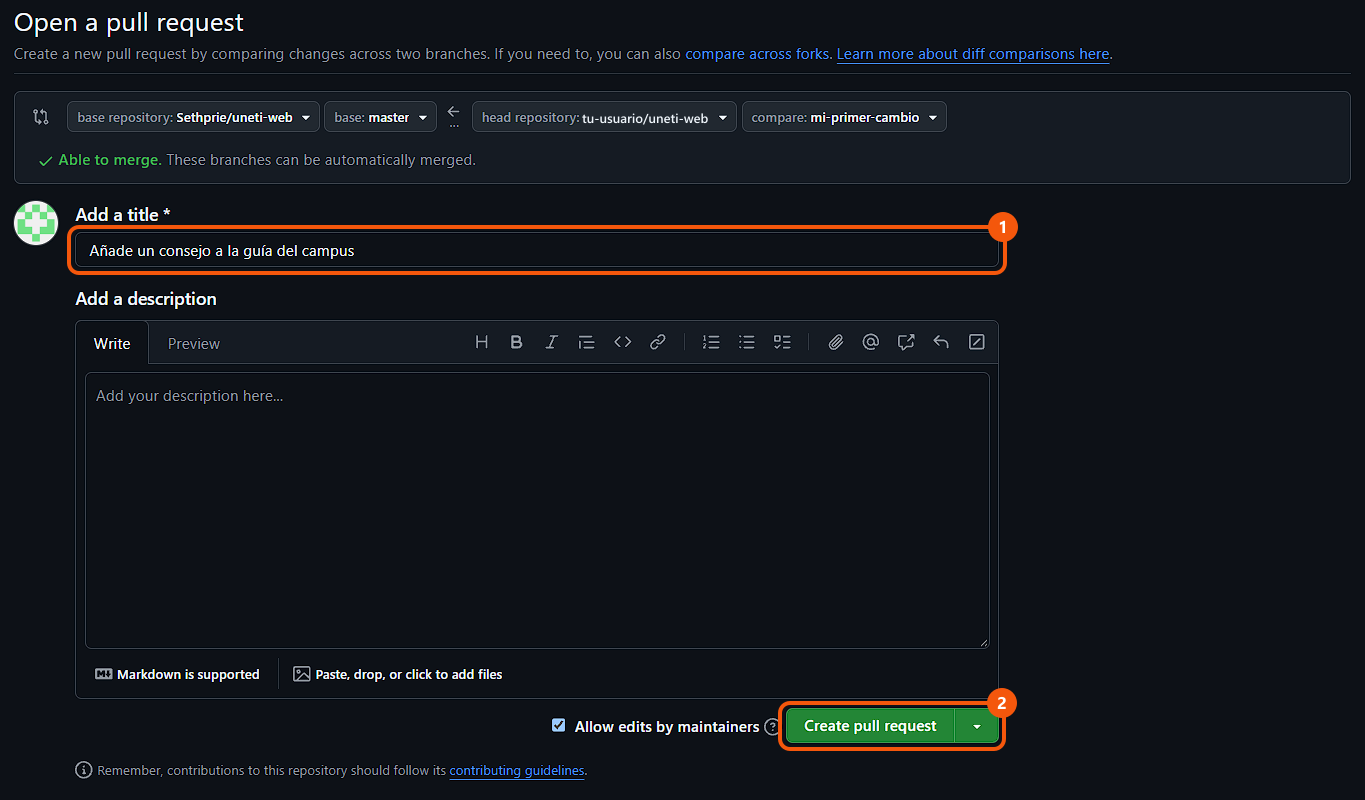 Open a pull request
Create a new pull request by comparing changes across two branches. If you need to, you can also compare across forks. Learn more about diff comparisons here.
base repository: Sethprie/uneti-web base: master ← ... head repository: tu-usuario/uneti-web compare: mi-primer-cambio
Able to merge. These branches can be automatically merged.
Add a title *
1
Añade un consejo a la guía del campus
Add a description
Write Preview
Add your description here...
Markdown is supported Paste, drop, or click to add files
2
Allow edits by maintainers ? Create pull request
Remember, contributions to this repository should follow its contributing guidelines.